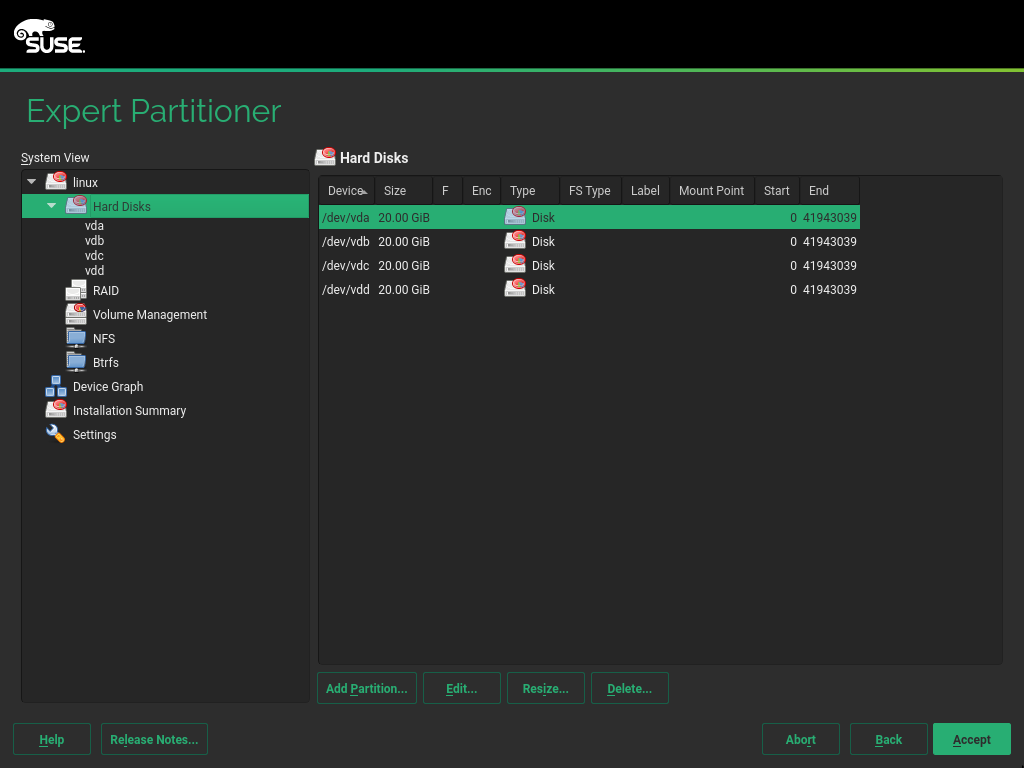 SUSE.
Expert Partitioner
System View
linux
Hard Disks
vda
vdb
vdc
vdd
RAID
Volume Management
NFS
Btrfs
Device Graph
Installation Summary
Settings
Hard Disks
Device Size F Enc Type FS Type Label Mount Point Start End
/dev/vda 20.00 GiB Disk 0 41943039
/dev/vdb 20.00 GiB Disk 0 41943039
/dev/vdc 20.00 GiB Disk 0 41943039
/dev/vdd 20.00 GiB Disk 0 41943039
Add Partition... Edit... Resize... Delete...
Help Release Notes... Abort Back Accept